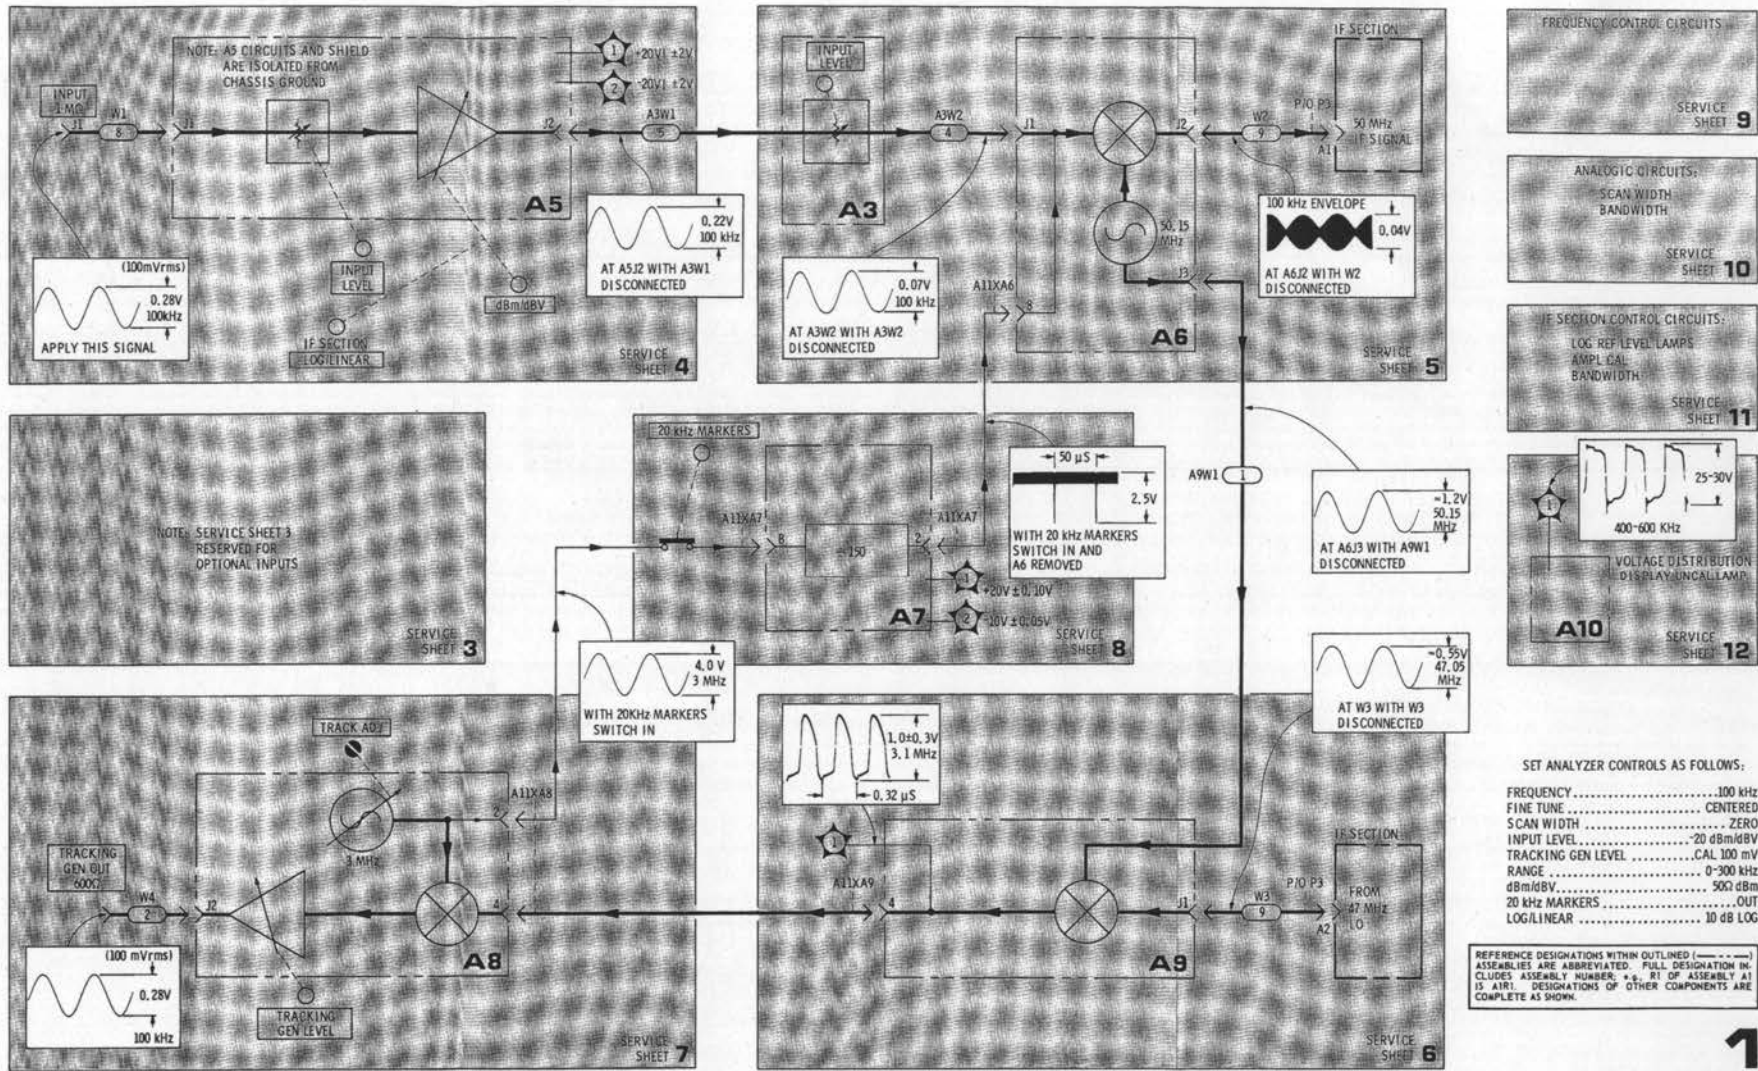 NOTE: A5 CIRCUITS AND SHIELD
ARE ISOLATED FROM
CHASSIS GROUND
INPUT
1 MΩ
J1
W1
8
J1
J2
1
+20VI ±2V
2
-20VI ±2V
A3W1
5
A5
INPUT
LEVEL
dBm/dBV
IF SECTION
LOG/LINEAR
(100mVrms)
0.28V
100kHz
APPLY THIS SIGNAL
0.22V
100 kHz
AT A5J2 WITH A3W1
DISCONNECTED
SERVICE
SHEET 4
INPUT
LEVEL
A3
A3W2
4
J1
J2
50.15
MHz
J3
A11XA6
8
A6
0.07V
100 kHz
AT A3W2 WITH A3W2
DISCONNECTED
W2
9
P/O P3
A1
IF SECTION
50 MHz
IF SIGNAL
100 kHz ENVELOPE
0.04V
AT A6J2 WITH W2
DISCONNECTED
SERVICE
SHEET 5
FREQUENCY CONTROL CIRCUITS
SERVICE
SHEET 9
ANALOGIC CIRCUITS:
SCAN WIDTH
BANDWIDTH
SERVICE
SHEET 10
IF SECTION CONTROL CIRCUITS:
LOG REF LEVEL LAMPS
AMPL CAL
BANDWIDTH
SERVICE
SHEET 11
NOTE: SERVICE SHEET 3
RESERVED FOR
OPTIONAL INPUTS
SERVICE
SHEET 3
20 kHz MARKERS
A11XA7
8
÷150
2
A11XA7
1
+20V ± 0.10V
2
-10V ±0.05V
A7
50 µS
2.5V
WITH 20 kHz MARKERS
SWITCH IN AND
A6 REMOVED
SERVICE
SHEET 8
A9W1
1
≈1.2V
50.15
MHz
AT A6J3 WITH A9W1
DISCONNECTED
1
25-30V
400-600 KHz
VOLTAGE DISTRIBUTION
DISPLAY UNCAL LAMP
A10
SERVICE
SHEET 12
4.0 V
3 MHz
WITH 20KHz MARKERS
SWITCH IN
≈0.55V
47.05
MHz
AT W3 WITH W3
DISCONNECTED
TRACK ADJ
3 MHz
2
A11XA8
TRACKING
GEN OUT
600Ω
W4
2
J2
4
A8
(100 mVrms)
0.28V
100 kHz
TRACKING
GEN LEVEL
SERVICE
SHEET 7
1.0±0.3V
3.1 MHz
0.32 µS
1
A11XA9
4
J1
A9
W3
9
P/O P3
A2
IF SECTION
FROM
47 MHz
LO
SERVICE
SHEET 6
SET ANALYZER CONTROLS AS FOLLOWS:
FREQUENCY ........................100 kHz
FINE TUNE ..................... CENTERED
SCAN WIDTH ........................ ZERO
INPUT LEVEL ................-20 dBm/dBV
TRACKING GEN LEVEL ........CAL 100 mV
RANGE ........................ 0-300 kHz
dBm/dBV....................... 50Ω dBm
20 kHz MARKERS ...................... OUT
LOG/LINEAR .................. 10 dB LOG
REFERENCE DESIGNATIONS WITHIN OUTLINED (— - - —)
ASSEMBLIES ARE ABBREVIATED. FULL DESIGNATION IN-
CLUDES ASSEMBLY NUMBER; e.g., R1 OF ASSEMBLY A1
IS A1R1. DESIGNATIONS OF OTHER COMPONENTS ARE
COMPLETE AS SHOWN.
1